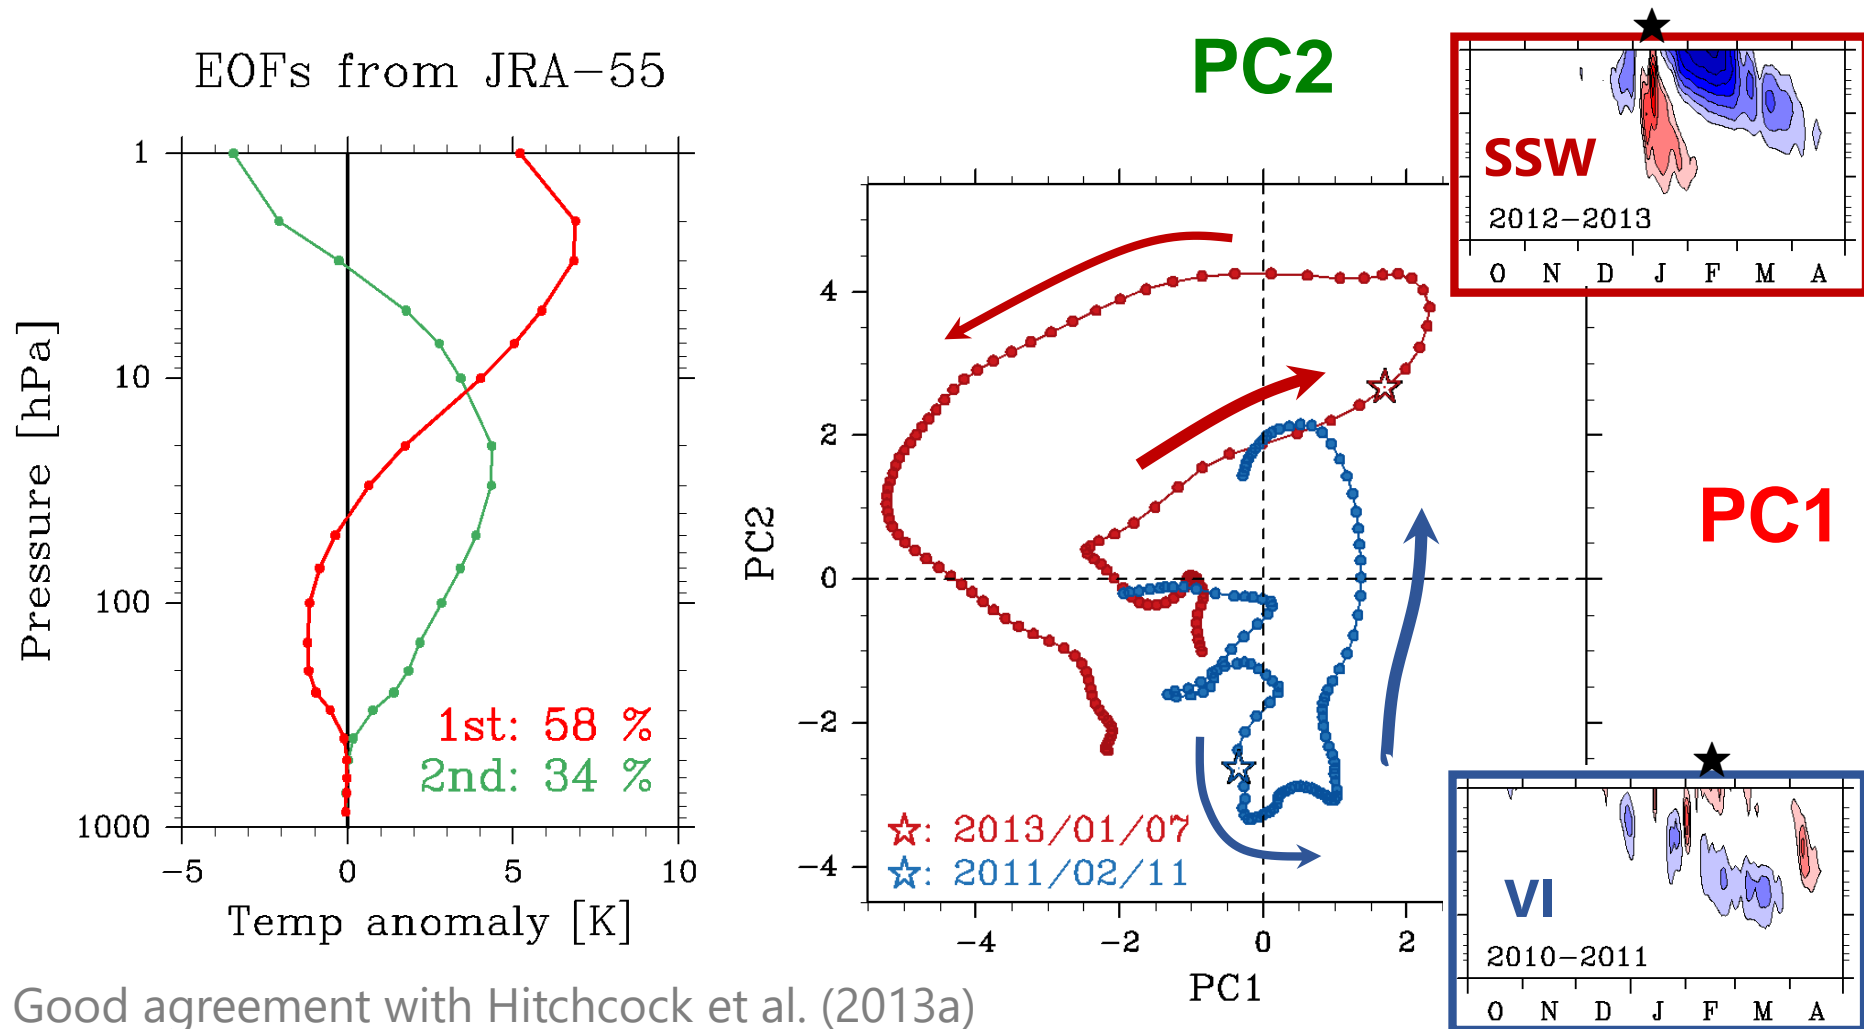 EOFs from JRA-55
1
10
100
1000
Pressure [hPa]
-5
0
5
10
Temp anomaly [K]
1st: 58 %
2nd: 34 %
PC2
PC1
4
2
0
-2
-4
PC2
-4
-2
0
2
PC1
☆: 2013/01/07
☆: 2011/02/11
SSW
2012-2013
O N D J F M A
VI
2010-2011
O N D J F M A
Good agreement with Hitchcock et al. (2013a)